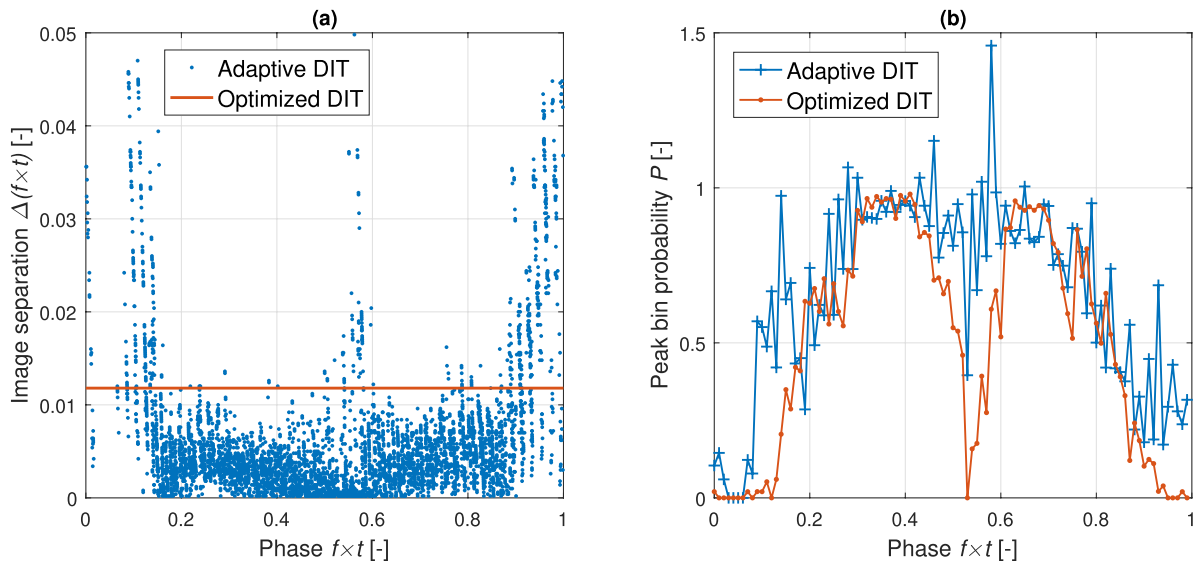 (a)
0.05
0.04
0.03
0.02
0.01
0
Image separation Δ(f×t) [-]
Adaptive DIT
Optimized DIT
0 0.2 0.4 0.6 0.8 1
Phase f×t [-]
(b)
1.5
1
0.5
0
Peak bin probability P [-]
Adaptive DIT
Optimized DIT
0 0.2 0.4 0.6 0.8 1
Phase f×t [-]